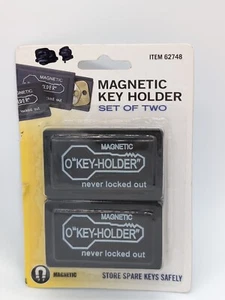 ITEM 62748
MAGNETIC
KEY HOLDER
SET OF TWO
MAGNETIC
MAGNETIC
O"KEY-HOLDER"
never locked out
MAGNETIC
O"KEY-HOLDER"
never locked out
MAGNETIC
STORE SPARE KEYS SAFELY